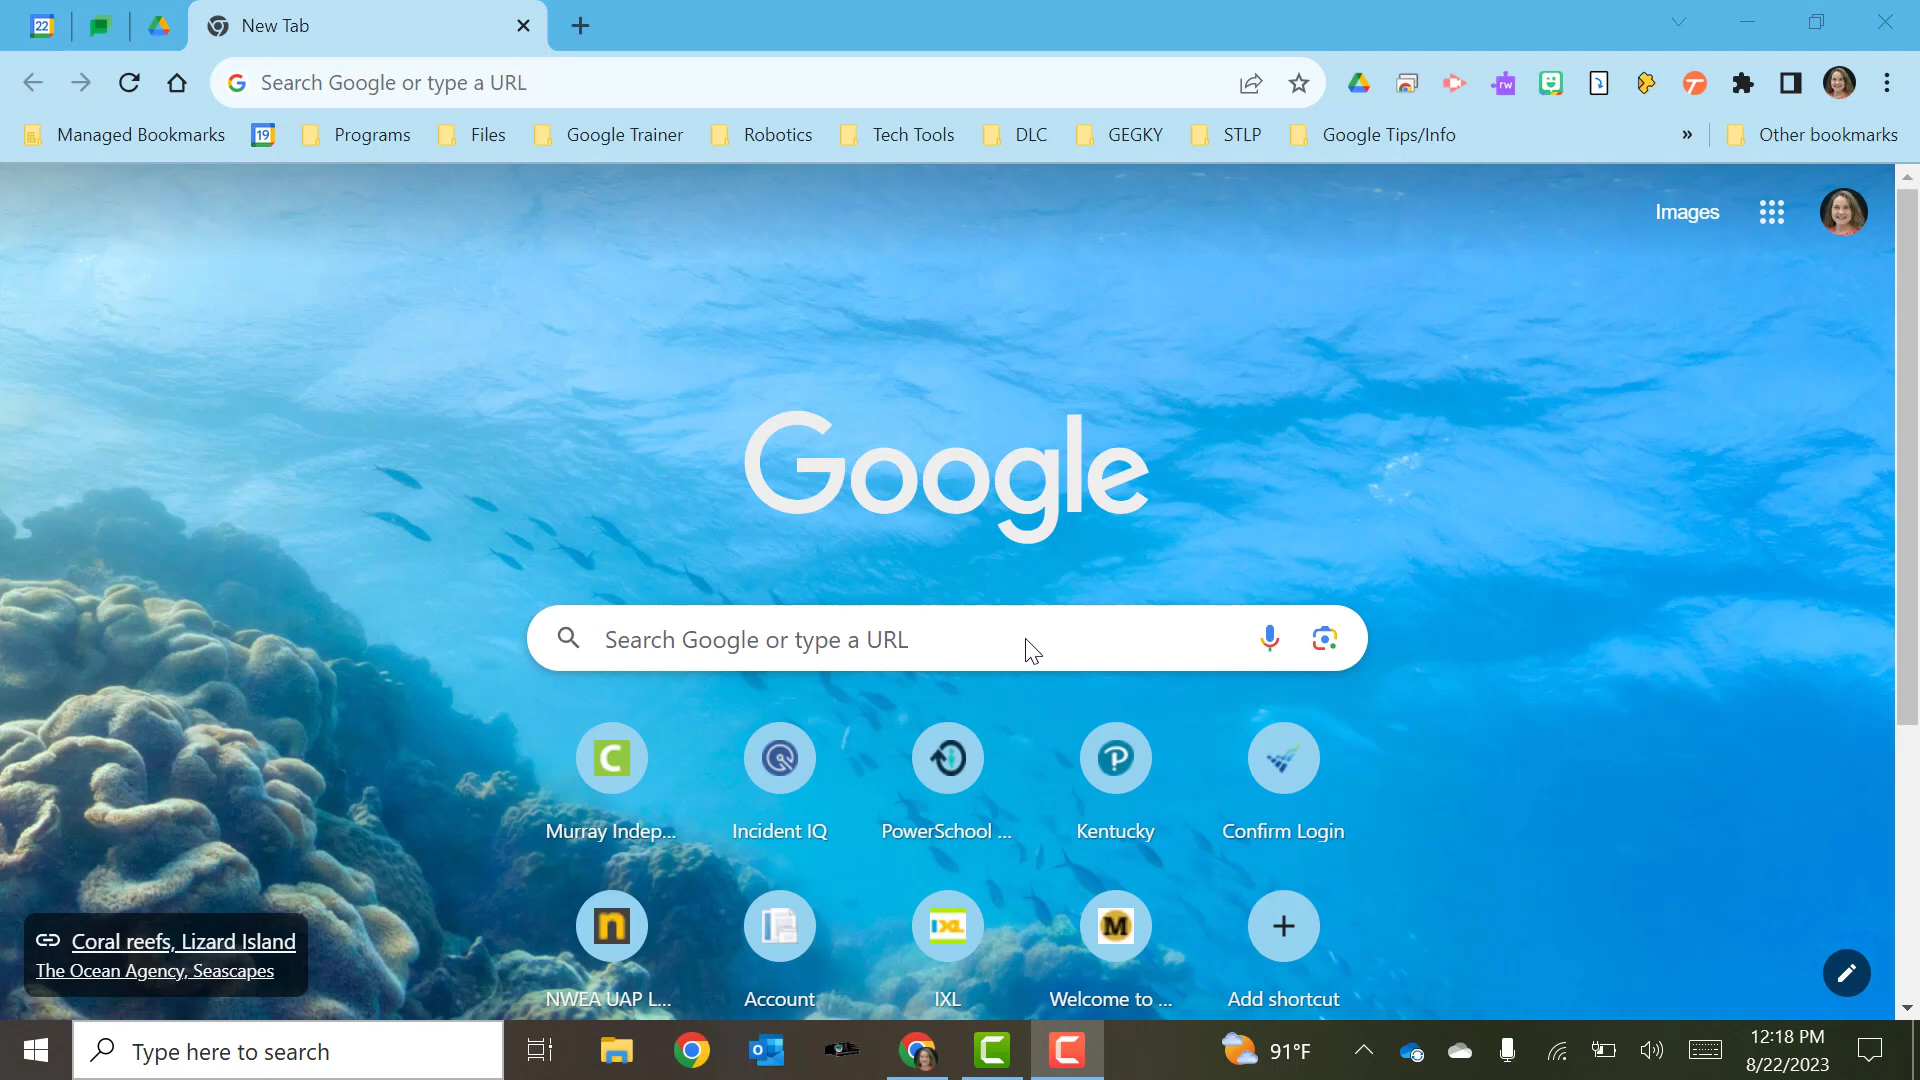 22
New Tab
Search Google or type a URL
rw
Managed Bookmarks
19
Programs
Files
Google Trainer
Robotics
Tech Tools
DLC
GEGKY
STLP
Google Tips/Info
»
Other bookmarks
Images
Google
Search Google or type a URL
Murray Indep...
Incident IQ
PowerSchool ...
Kentucky
Confirm Login
n
IXL
M
NWEA UAP L...
Account
IXL
Welcome to ...
Add shortcut
Coral reefs, Lizard Island
The Ocean Agency, Seascapes
Type here to search
91°F
12:18 PM
8/22/2023